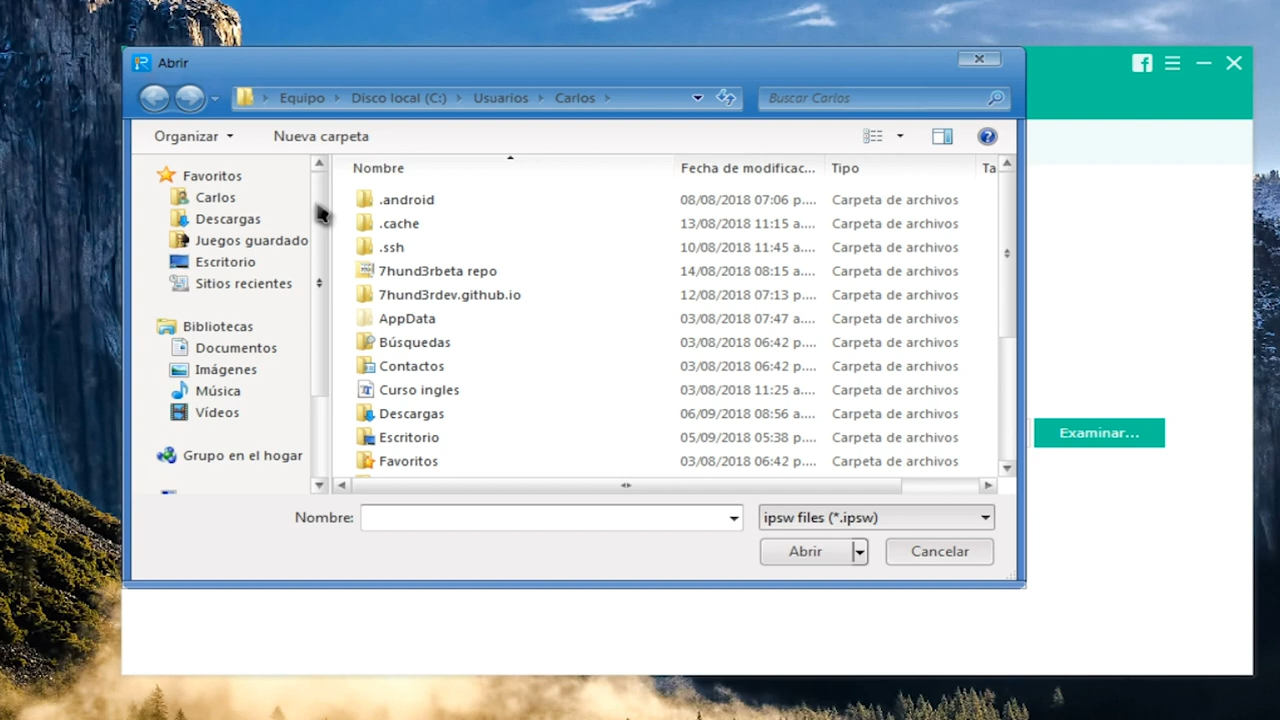 Abrir
Equipo Disco local (C:) Usuarios Carlos
Buscar Carlos
Organizar Nueva carpeta
Favoritos
Carlos
Descargas
Juegos guardado
Escritorio
Sitios recientes
Bibliotecas
Documentos
Imágenes
Música
Vídeos
Grupo en el hogar
Nombre Fecha de modificac... Tipo Ta
.android 08/08/2018 07:06 p.... Carpeta de archivos
.cache 13/08/2018 11:15 a.... Carpeta de archivos
.ssh 10/08/2018 11:45 a.... Carpeta de archivos
7hund3rbeta repo 14/08/2018 08:15 a.... Carpeta de archivos
7hund3rdev.github.io 12/08/2018 07:13 p.... Carpeta de archivos
AppData 03/08/2018 07:47 a.... Carpeta de archivos
Búsquedas 03/08/2018 06:42 p.... Carpeta de archivos
Contactos 03/08/2018 06:42 p.... Carpeta de archivos
Curso ingles 03/08/2018 11:25 a.... Carpeta de archivos
Descargas 06/09/2018 08:56 a.... Carpeta de archivos
Escritorio 05/09/2018 05:38 p.... Carpeta de archivos
Favoritos 03/08/2018 06:42 p.... Carpeta de archivos
Nombre: ipsw files (*.ipsw)
Abrir Cancelar
Examinar...